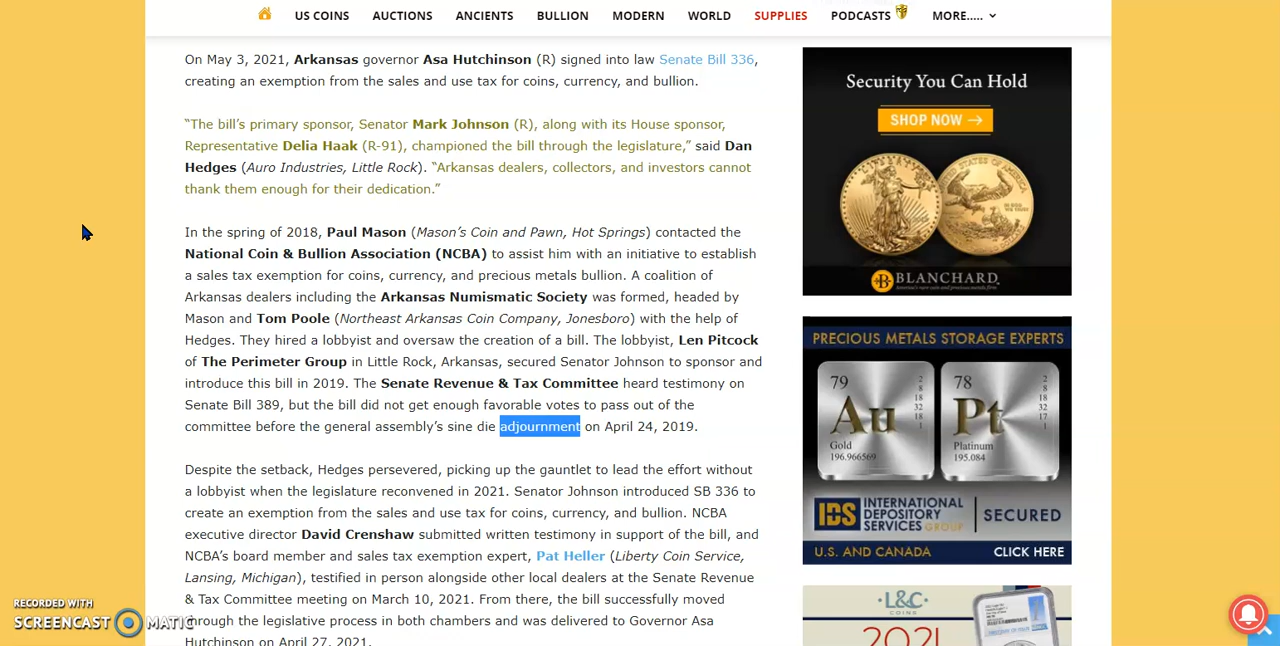 US COINS AUCTIONS ANCIENTS BULLION MODERN WORLD SUPPLIES PODCASTS MORE.....
On May 3, 2021, Arkansas governor Asa Hutchinson (R) signed into law Senate Bill 336,
creating an exemption from the sales and use tax for coins, currency, and bullion.
“The bill’s primary sponsor, Senator Mark Johnson (R), along with its House sponsor,
Representative Delia Haak (R-91), championed the bill through the legislature,” said Dan
Hedges (Auro Industries, Little Rock). “Arkansas dealers, collectors, and investors cannot
thank them enough for their dedication.”
In the spring of 2018, Paul Mason (Mason’s Coin and Pawn, Hot Springs) contacted the
National Coin & Bullion Association (NCBA) to assist him with an initiative to establish
a sales tax exemption for coins, currency, and precious metals bullion. A coalition of
Arkansas dealers including the Arkansas Numismatic Society was formed, headed by
Mason and Tom Poole (Northeast Arkansas Coin Company, Jonesboro) with the help of
Hedges. They hired a lobbyist and oversaw the creation of a bill. The lobbyist, Len Pitcock
of The Perimeter Group in Little Rock, Arkansas, secured Senator Johnson to sponsor and
introduce this bill in 2019. The Senate Revenue & Tax Committee heard testimony on
Senate Bill 389, but the bill did not get enough favorable votes to pass out of the
committee before the general assembly’s sine die adjournment on April 24, 2019.
Despite the setback, Hedges persevered, picking up the gauntlet to lead the effort without
a lobbyist when the legislature reconvened in 2021. Senator Johnson introduced SB 336 to
create an exemption from the sales and use tax for coins, currency, and bullion. NCBA
executive director David Crenshaw submitted written testimony in support of the bill, and
NCBA’s board member and sales tax exemption expert, Pat Heller (Liberty Coin Service,
Lansing, Michigan), testified in person alongside other local dealers at the Senate Revenue
& Tax Committee meeting on March 10, 2021. From there, the bill successfully moved
through the legislative process in both chambers and was delivered to Governor Asa
Hutchinson on April 27, 2021.
Security You Can Hold
SHOP NOW →
B BLANCHARD
America's rare coin and precious metals firm
PRECIOUS METALS STORAGE EXPERTS
79
2
8
18
32
18
1
Au
Gold
196.966569
78
2
8
18
32
17
1
Pt
Platinum
195.084
IDS INTERNATIONAL
DEPOSITORY
SERVICES GROUP
SECURED
U.S. AND CANADA CLICK HERE
L&C
COINS
2021
RECORDED WITH
SCREENCAST MATIC